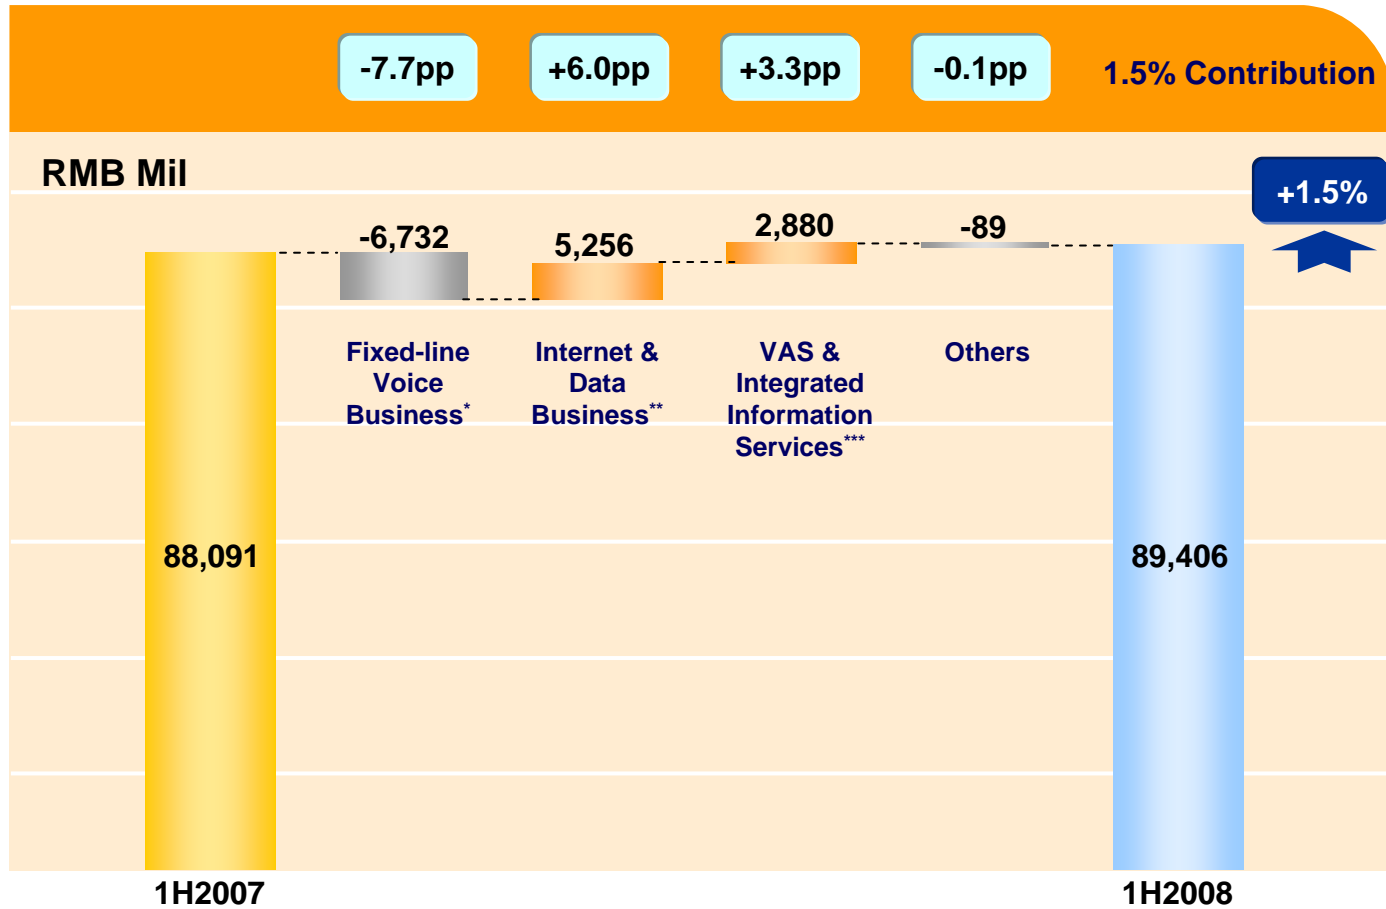 -7.7pp +6.0pp +3.3pp -0.1pp 1.5% Contribution
RMB Mil
+1.5%
-6,732 5,256 2,880 -89
Fixed-line
Voice
Business*
Internet &
Data
Business**
VAS &
Integrated
Information
Services***
Others
88,091 89,406
1H2007 1H2008